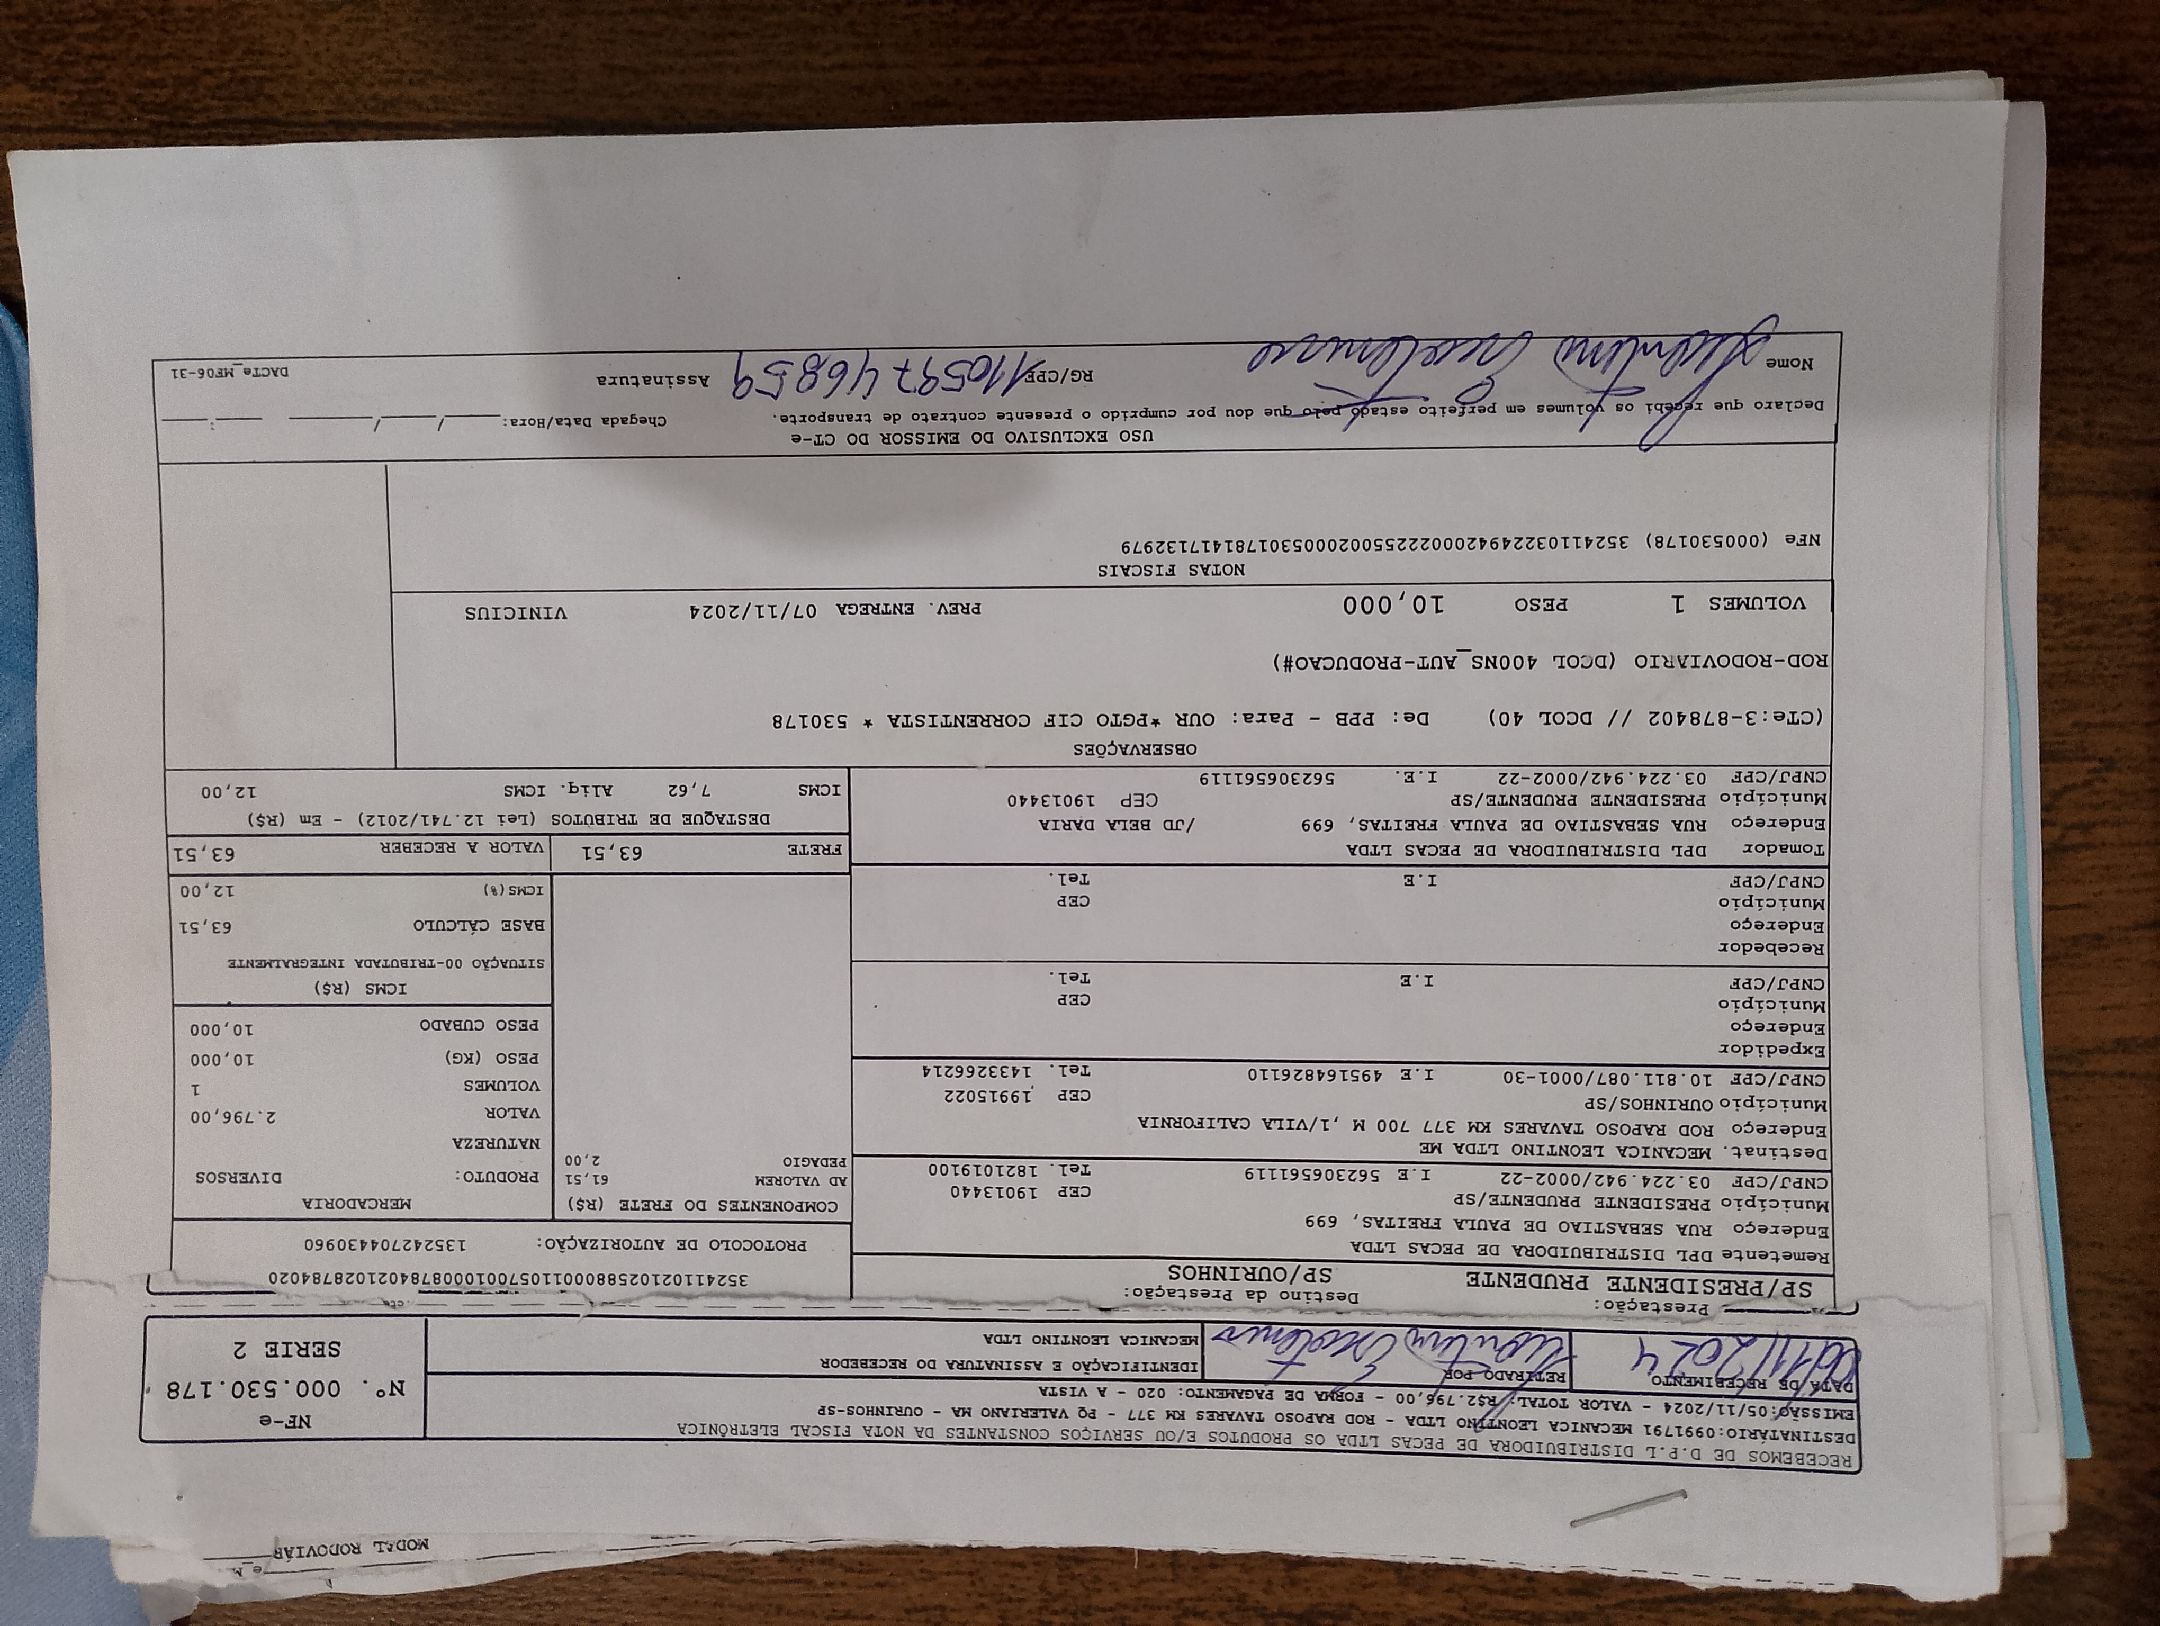 MODAL RODOVIÁR
RECEBEMOS DE D.P.L DISTRIBUIDORA DE PECAS LTDA OS PRODUTOS E/OU SERVIÇOS CONSTANTES DA NOTA FISCAL ELETRÔNICA
DESTINATÁRIO:0991791 MECANICA LEONTINO LTDA - ROD RAPOSO TAVARES KM 377 - PQ VALERIANO MA - OURINHOS-SP
EMISSÃO:05/11/2024 - VALOR TOTAL: R$2.796,00 - FORMA DE PAGAMENTO: 020 - A VISTA
NF-e
Nº. 000.530.178
SERIE 2
DATA DE RECEBIMENTO
RETIRADO POR
IDENTIFICAÇÃO E ASSINATURA DO RECEBEDOR
MECANICA LEONTINO LTDA
/11/2024
Prestação:
SP/PRESIDENTE PRUDENTE
Destino da Prestação:
SP/OURINHOS
Remetente DPL DISTRIBUIDORA DE PECAS LTDA
Endereço RUA SEBASTIAO DE PAULA FREITAS, 699
Município PRESIDENTE PRUDENTE/SP CEP 19013440
CNPJ/CPF 03.224.942/0002-22 I.E 562306561119 Tel. 1821019100
Destinat. MECANICA LEONTINO LTDA ME
Endereço ROD RAPOSO TAVARES KM 377 700 M ,1/VILA CALIFORNIA
Município OURINHOS/SP CEP 19915022
CNPJ/CPF 10.811.087/0001-30 I.E 495164826110 Tel. 1433266214
Expedidor
Endereço
Município CEP
CNPJ/CPF I.E Tel.
Recebedor
Endereço
Município CEP
CNPJ/CPF I.E Tel.
Tomador DPL DISTRIBUIDORA DE PECAS LTDA
Endereço RUA SEBASTIAO DE PAULA FREITAS, 699 /JD BELA DARIA
Município PRESIDENTE PRUDENTE/SP CEP 19013440
CNPJ/CPF 03.224.942/0002-22 I.E. 562306561119
35241102102588000110570010008784021028784020
PROTOCOLO DE AUTORIZAÇÃO: 135242704430960
COMPONENTES DO FRETE (R$)
AD VALOREM 61,51
PEDAGIO 2,00
MERCADORIA
PRODUTO: DIVERSOS
NATUREZA
VALOR 2.796,00
VOLUMES 1
PESO (KG) 10,000
PESO CUBADO 10,000
ICMS (R$)
SITUAÇÃO 00-TRIBUTADA INTEGRALMENTE
BASE CÁLCULO 63,51
ICMS(%) 12,00
FRETE 63,51 VALOR A RECEBER 63,51
DESTAQUE DE TRIBUTOS (Lei 12.741/2012) - Em (R$)
ICMS 7,62 Aliq. ICMS 12,00
OBSERVAÇÕES
(CTe:3-878402 // DCOL 40) De: PPB - Para: OUR *PGTO CIF CORRENTISTA * 530178
ROD-RODOVIARIO (DCOL 400NS_AUT-PRODUCAO#)
VOLUMES 1 PESO 10,000 PREV. ENTREGA 07/11/2024 VINICIUS
NOTAS FISCAIS
NFe (000530178) 35241103224942000222550020005301781417132979
USO EXCLUSIVO DO EMISSOR DO CT-e
Declaro que recebi os volumes em perfeito estado pelo que dou por cumprido o presente contrato de transporte. Chegada Data/Hora: ____/____/____ ____:____
Nome RG/CPF 11059746859 Assinatura
DACTe_MF06-31